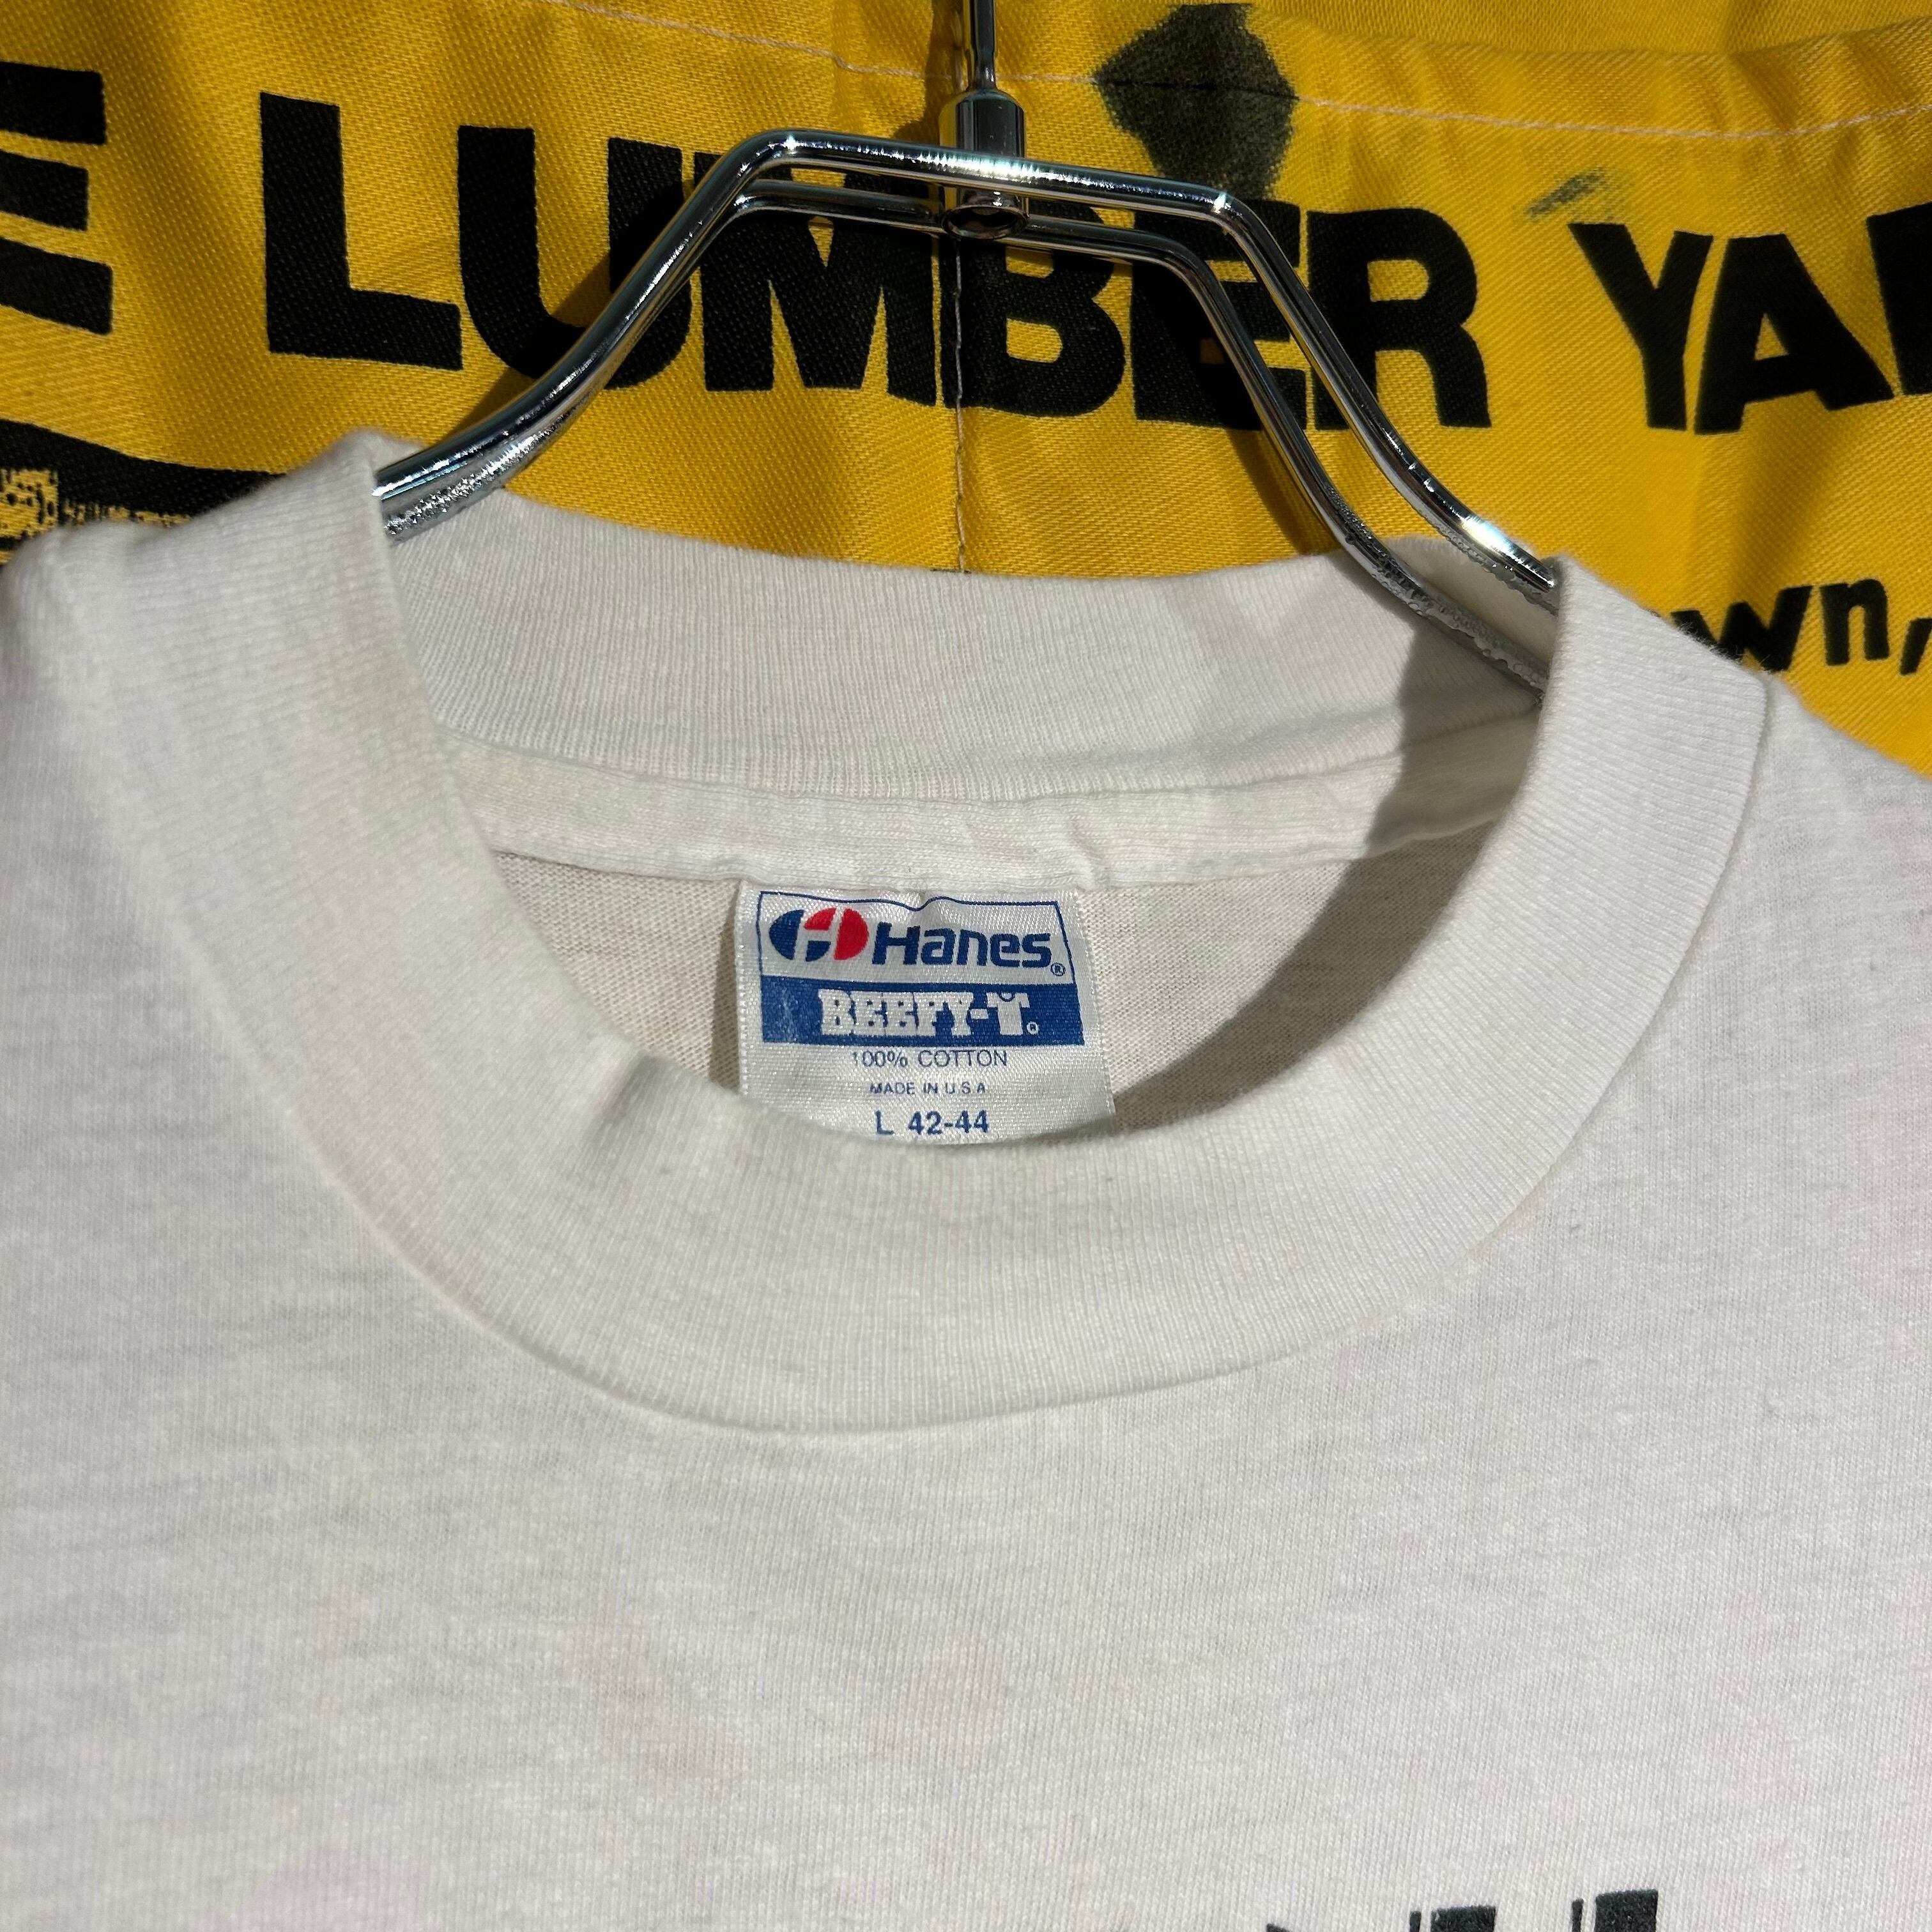 E LUMBER YA
wn,
Hanes®
BEEFY-T®
100% COTTON
MADE IN U.S.A
L 42-44